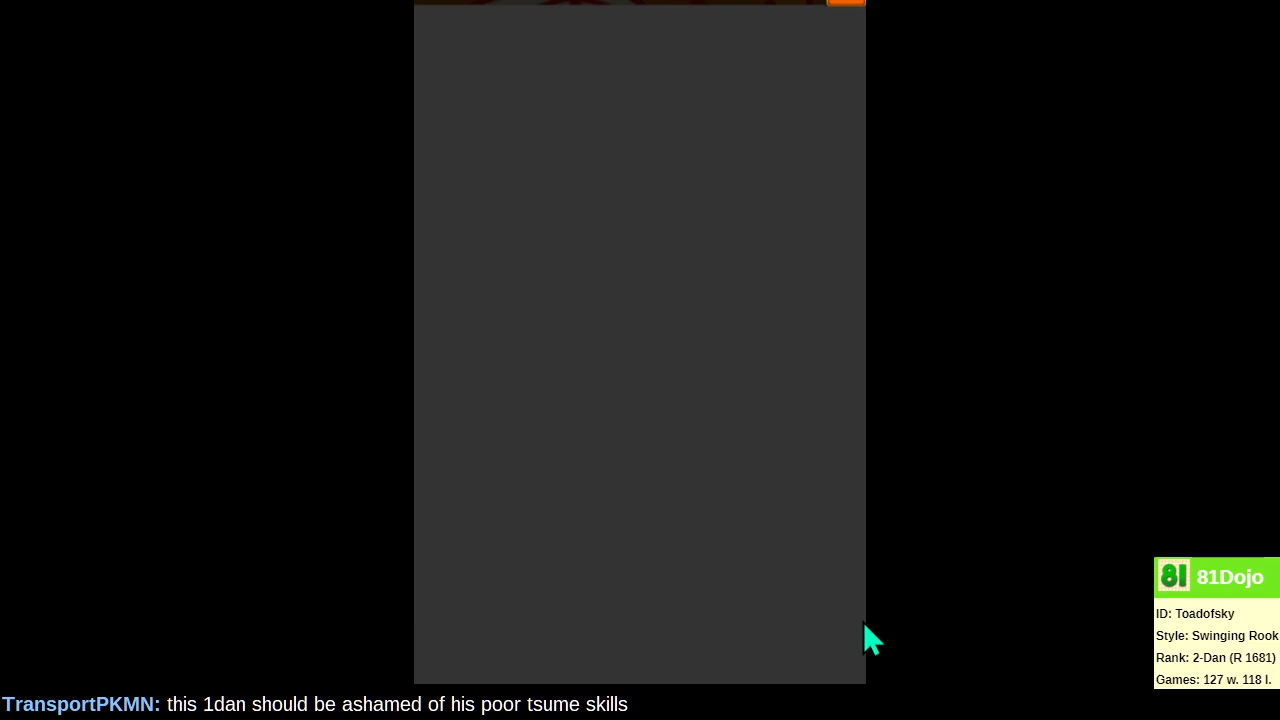 81 81Dojo
ID: Toadofsky
Style: Swinging Rook
Rank: 2-Dan (R 1681)
Games: 127 w. 118 l.
TransportPKMN: this 1dan should be ashamed of his poor tsume skills